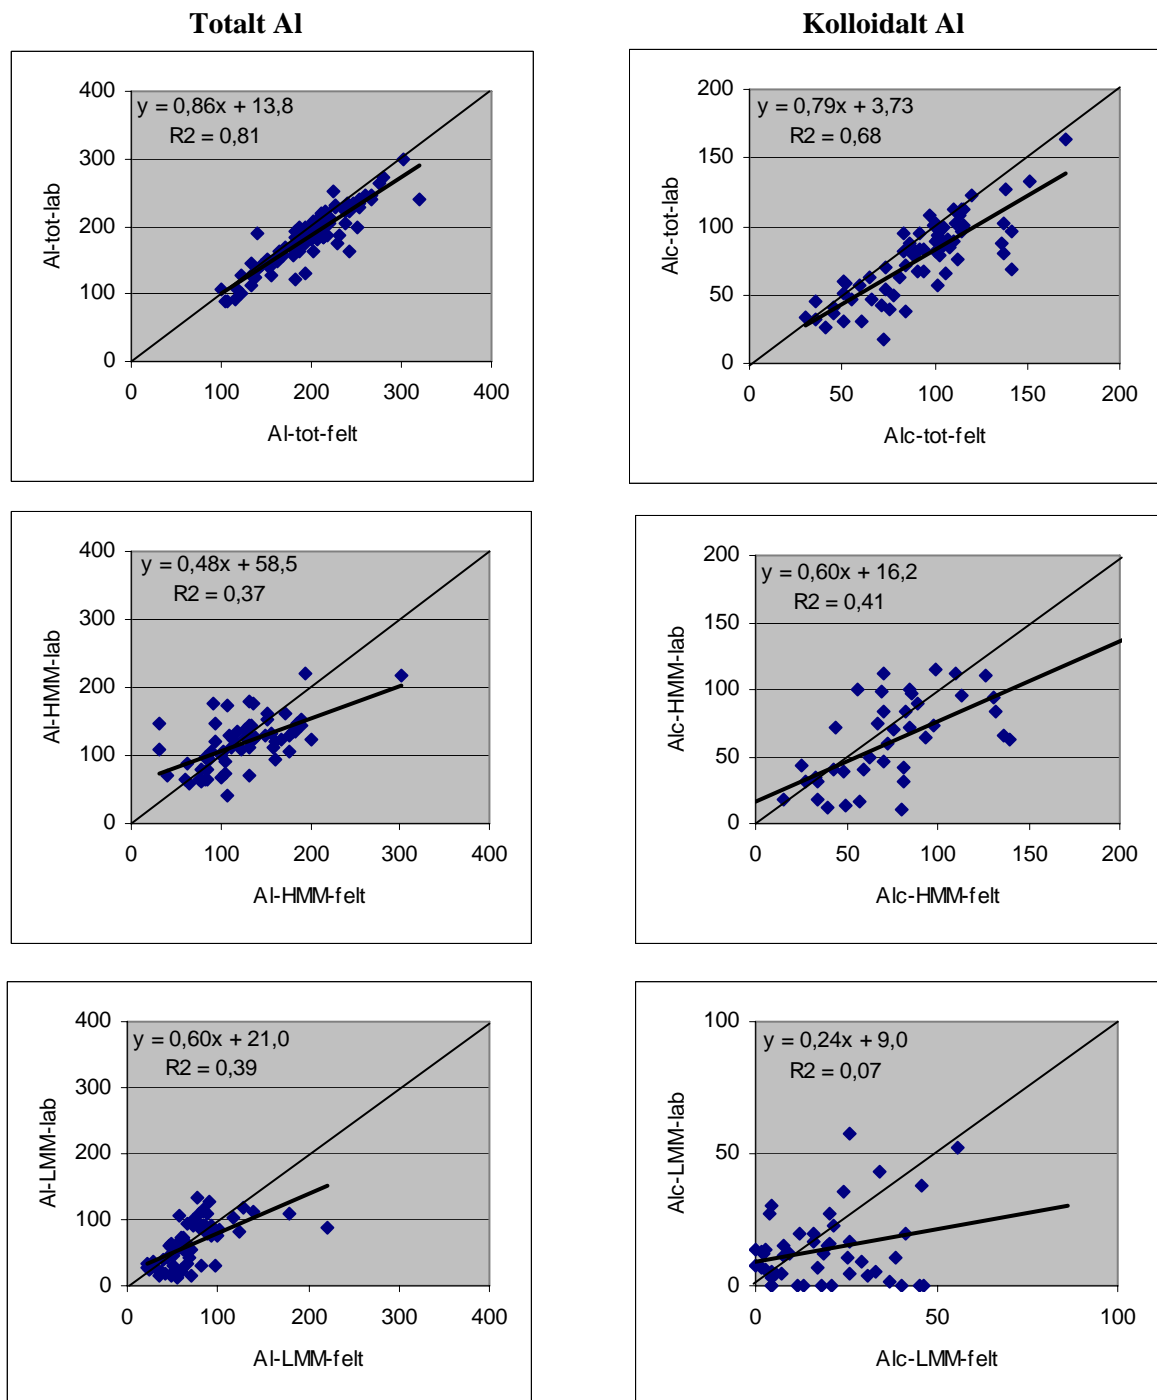 Totalt Al
Kolloidalt Al
400
300
200
100
0
y = 0,86x + 13,8
R2 = 0,81
0 100 200 300 400
Al-tot-lab
Al-tot-felt
200
150
100
50
0
y = 0,79x + 3,73
R2 = 0,68
0 50 100 150 200
Alc-tot-lab
Alc-tot-felt
400
300
200
100
0
y = 0,48x + 58,5
R2 = 0,37
0 100 200 300 400
Al-HMM-lab
Al-HMM-felt
200
150
100
50
0
y = 0,60x + 16,2
R2 = 0,41
0 50 100 150 200
Alc-HMM-lab
Alc-HMM-felt
400
300
200
100
0
y = 0,60x + 21,0
R2 = 0,39
0 100 200 300 400
Al-LMM-lab
Al-LMM-felt
100
50
0
y = 0,24x + 9,0
R2 = 0,07
0 50 100
Alc-LMM-lab
Alc-LMM-felt